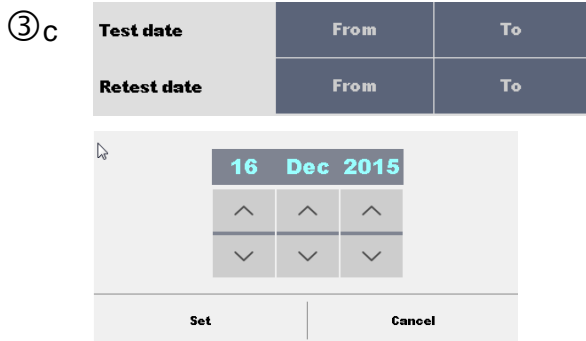 ③c
Test date From To
Retest date From To
16 Dec 2015
Set Cancel